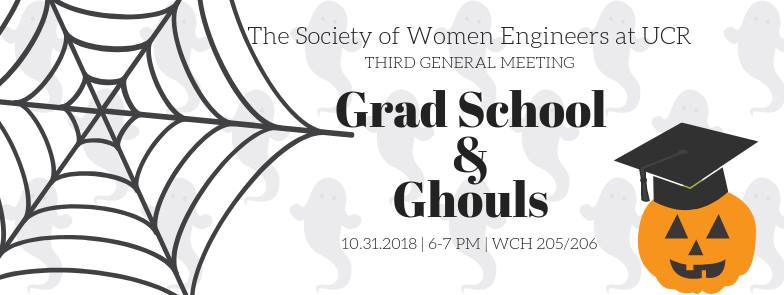 The Society of Women Engineers at UCR
THIRD GENERAL MEETING
Grad School
&
Ghouls
10.31.2018 | 6-7 PM | WCH 205/206